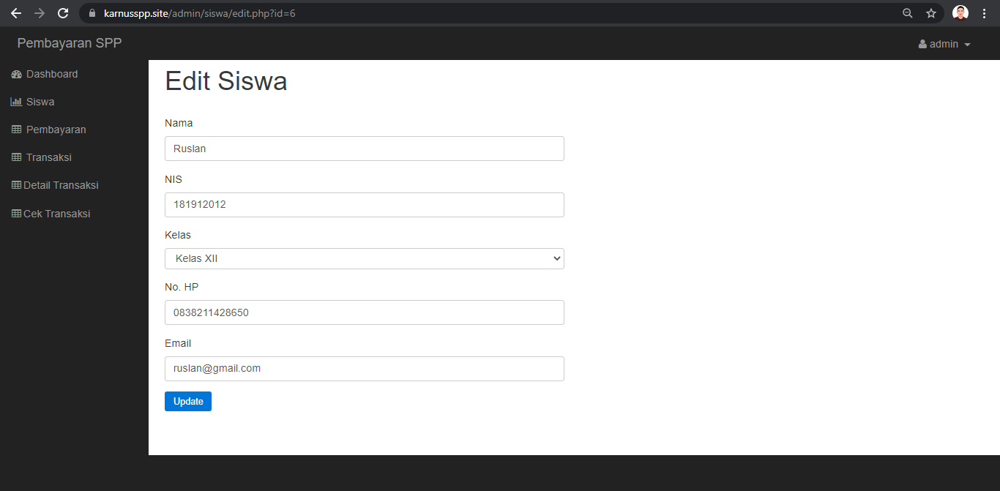 karnusspp.site/admin/siswa/edit.php?id=6
Pembayaran SPP
admin
Dashboard
Siswa
Pembayaran
Transaksi
Detail Transaksi
Cek Transaksi
Edit Siswa
Nama
Ruslan
NIS
181912012
Kelas
Kelas XII
No. HP
0838211428650
Email
ruslan@gmail.com
Update